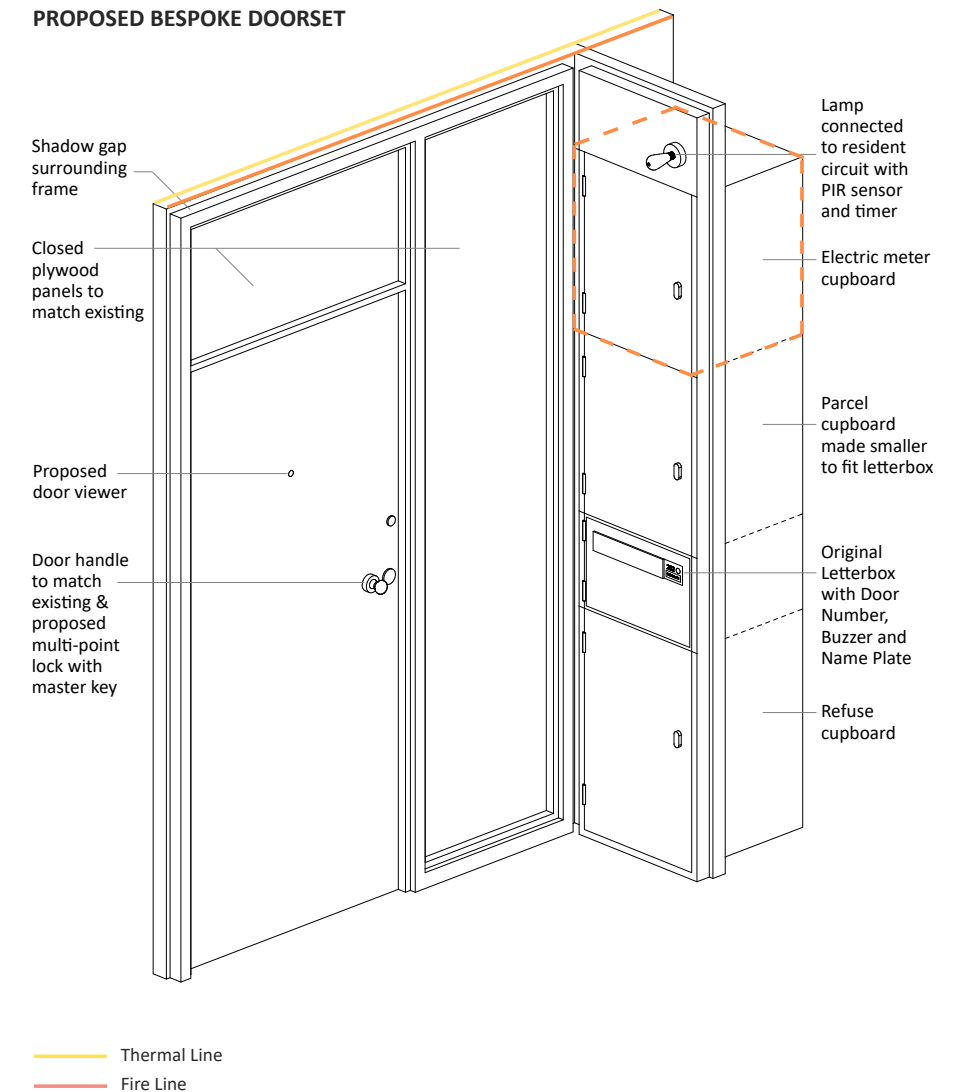 PROPOSED BESPOKE DOORSET
Shadow gap
surrounding
frame
Closed
plywood
panels to
match existing
Proposed
door viewer
Door handle
to match
existing &
proposed
multi-point
lock with
master key
Lamp
connected
to resident
circuit with
PIR sensor
and timer
Electric meter
cupboard
Parcel
cupboard
made smaller
to fit letterbox
Original
Letterbox
with Door
Number,
Buzzer and
Name Plate
Refuse
cupboard
Thermal Line
Fire Line